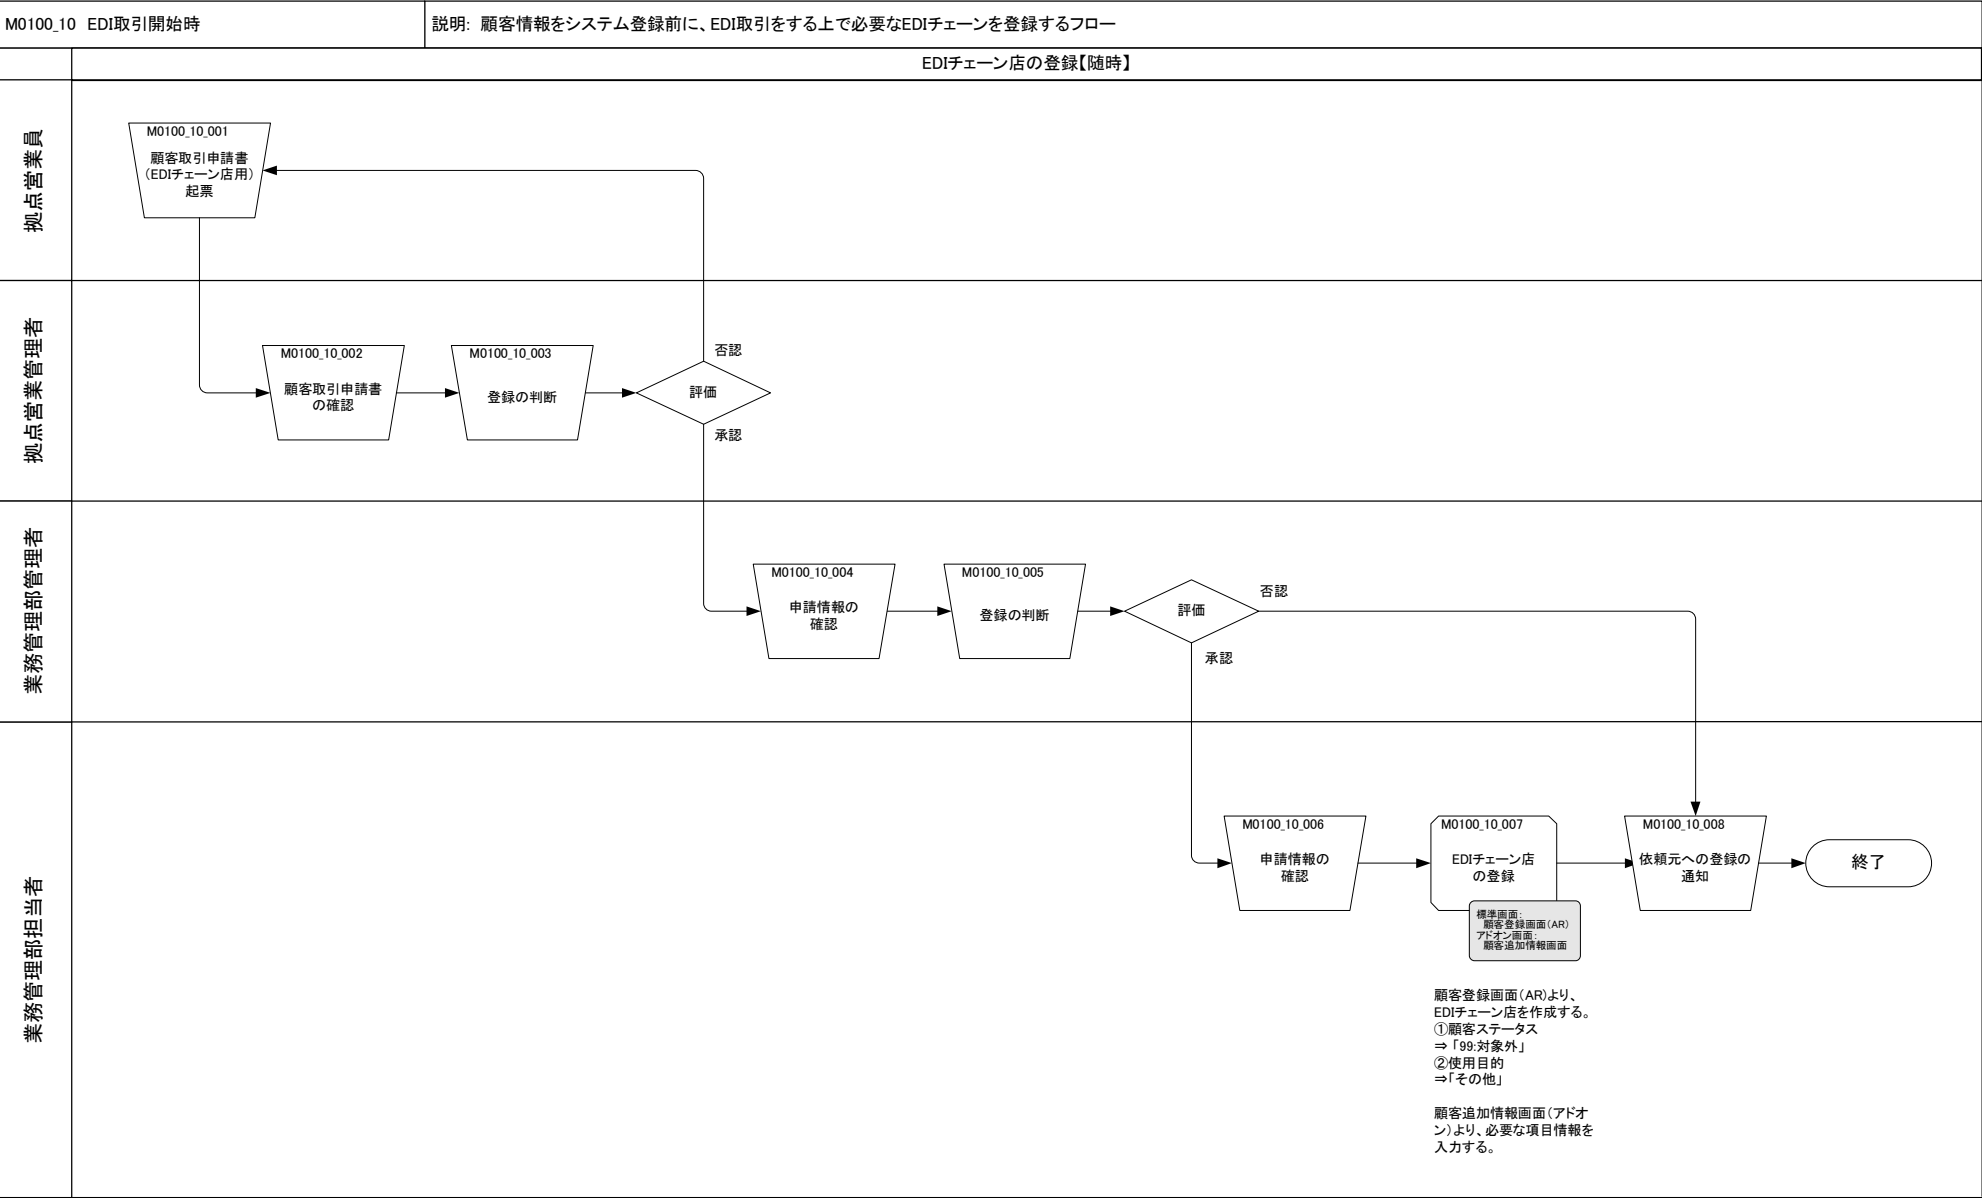 M0100_10 EDI取引開始時
説明: 顧客情報をシステム登録前に、EDI取引をする上で必要なEDIチェーンを登録するフロー
EDIチェーン店の登録【随時】
拠点営業員
M0100_10_001
顧客取引申請書
（EDIチェーン店用）
起票
拠点営業管理者
M0100_10_002
顧客取引申請書
の確認
M0100_10_003
登録の判断
評価
否認
承認
業務管理部管理者
M0100_10_004
申請情報の
確認
M0100_10_005
登録の判断
評価
否認
承認
業務管理部担当者
M0100_10_006
申請情報の
確認
M0100_10_007
EDIチェーン店
の登録
標準画面:
顧客登録画面(AR)
アドオン画面:
顧客追加情報画面
M0100_10_008
依頼元への登録の
通知
終了
顧客登録画面（AR)より、
EDIチェーン店を作成する。
①顧客ステータス
⇒「99:対象外」
②使用目的
⇒「その他」
顧客追加情報画面（アドオ
ン）より、必要な項目情報を
入力する。